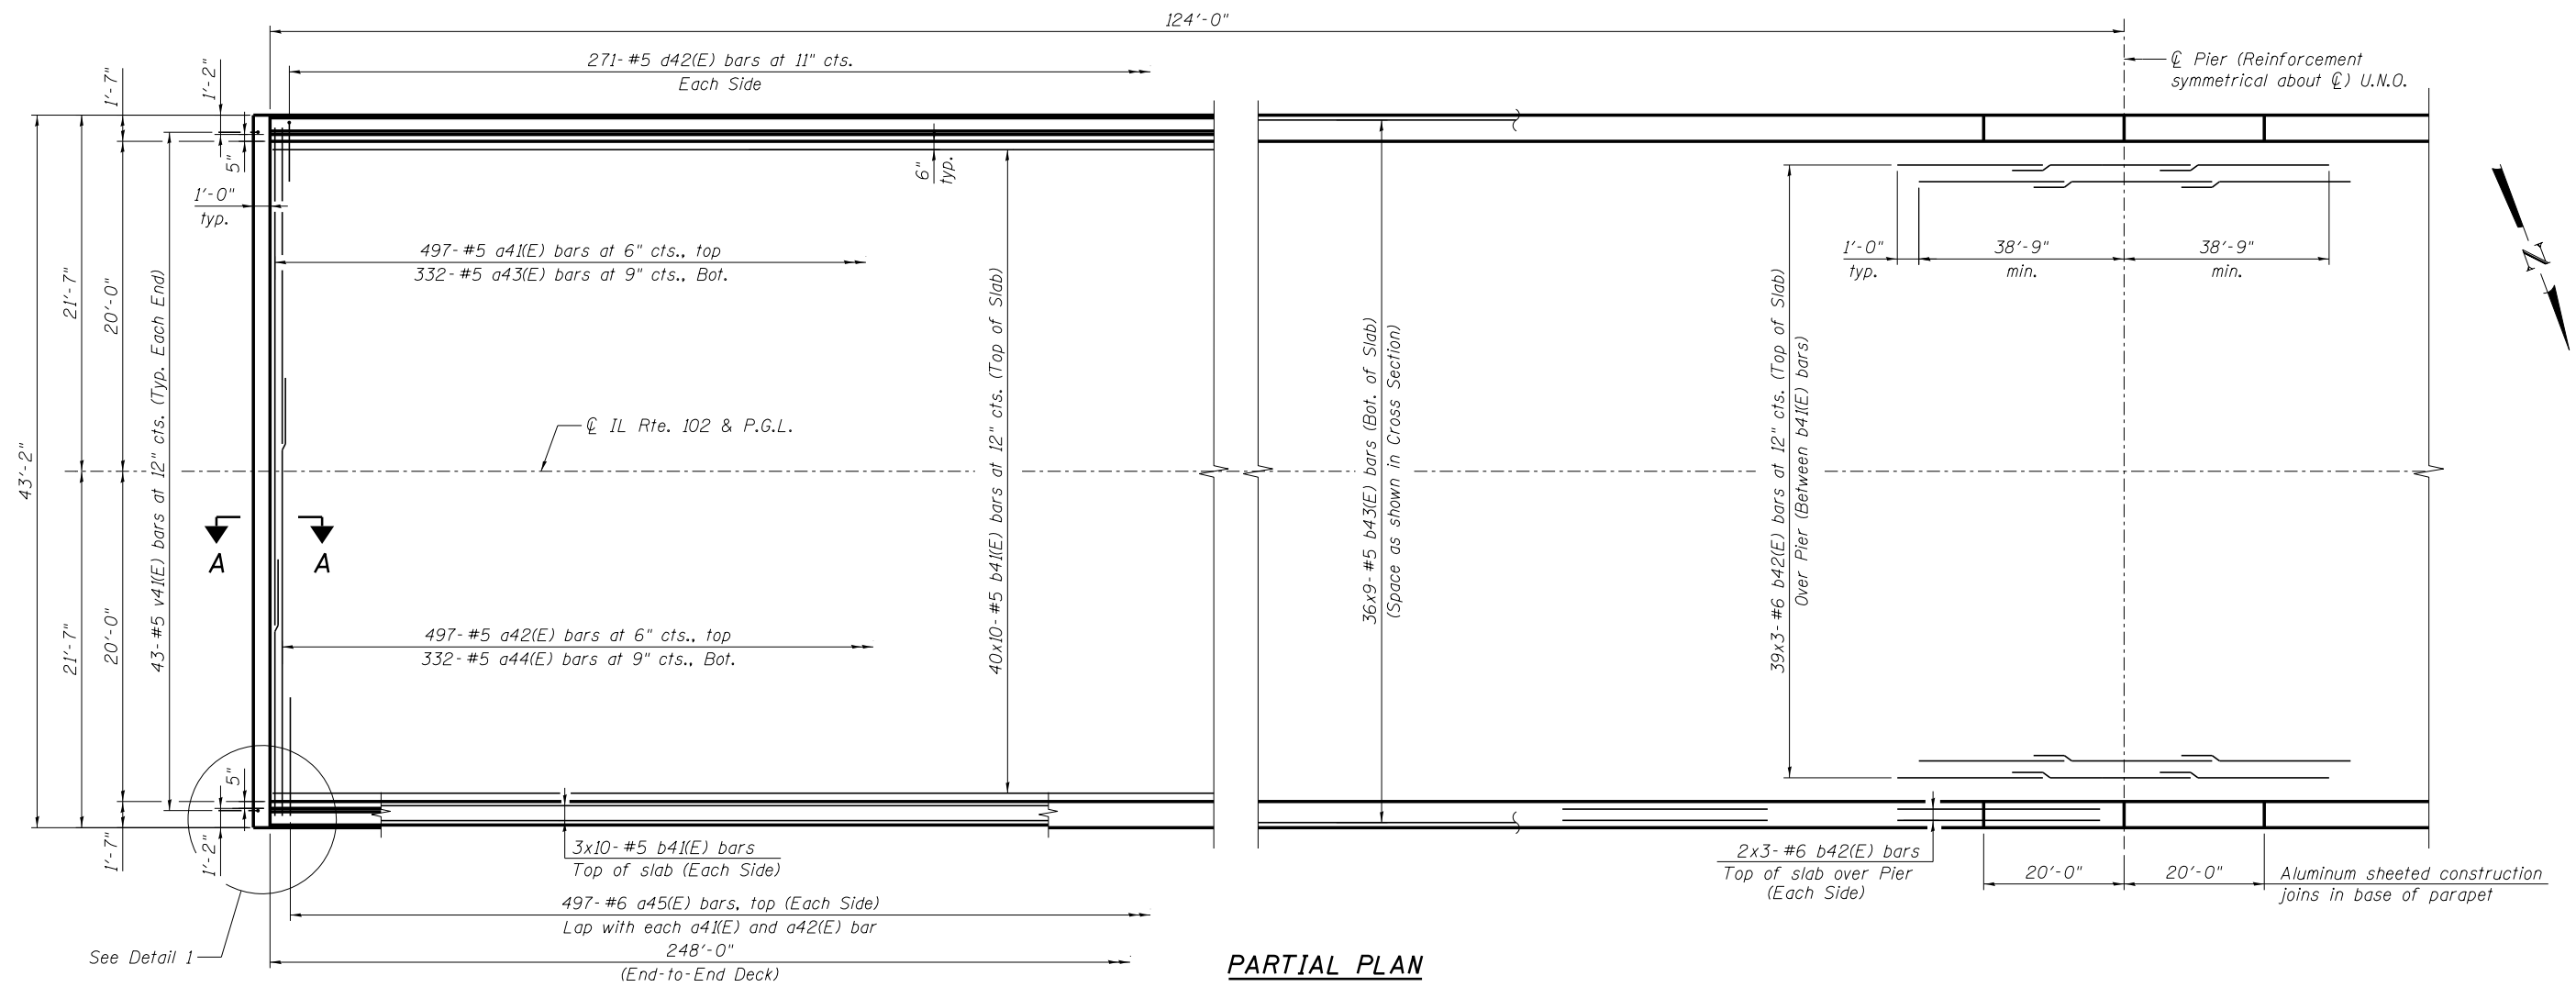 124'-0"
271-#5 d42(E) bars at 11" cts.
Each Side
℄ Pier (Reinforcement
symmetrical about ℄) U.N.O.
1'-7"
1'-2"
5"
6"
typ.
1'-0"
typ.
497-#5 a41(E) bars at 6" cts., top
332-#5 a43(E) bars at 9" cts., Bot.
1'-0"
typ.
38'-9"
min.
38'-9"
min.
N
43'-2"
21'-7"
20'-0"
43-#5 v41(E) bars at 12" cts. (Typ. Each End)
℄ IL Rte. 102 & P.G.L.
40x10-#5 b41(E) bars at 12" cts. (Top of Slab)
36x9-#5 b43(E) bars (Bot. of Slab)
(Space as shown in Cross Section)
39x3-#6 b42(E) bars at 12" cts. (Top of Slab)
Over Pier (Between b41(E) bars)
A
A
21'-7"
20'-0"
497-#5 a42(E) bars at 6" cts., top
332-#5 a44(E) bars at 9" cts., Bot.
5"
1'-7"
1'-2"
3x10-#5 b41(E) bars
Top of slab (Each Side)
2x3-#6 b42(E) bars
Top of slab over Pier
(Each Side)
20'-0"
20'-0"
Aluminum sheeted construction
joins in base of parapet
497-#6 a45(E) bars, top (Each Side)
Lap with each a41(E) and a42(E) bar
248'-0"
(End-to-End Deck)
See Detail 1
PARTIAL PLAN